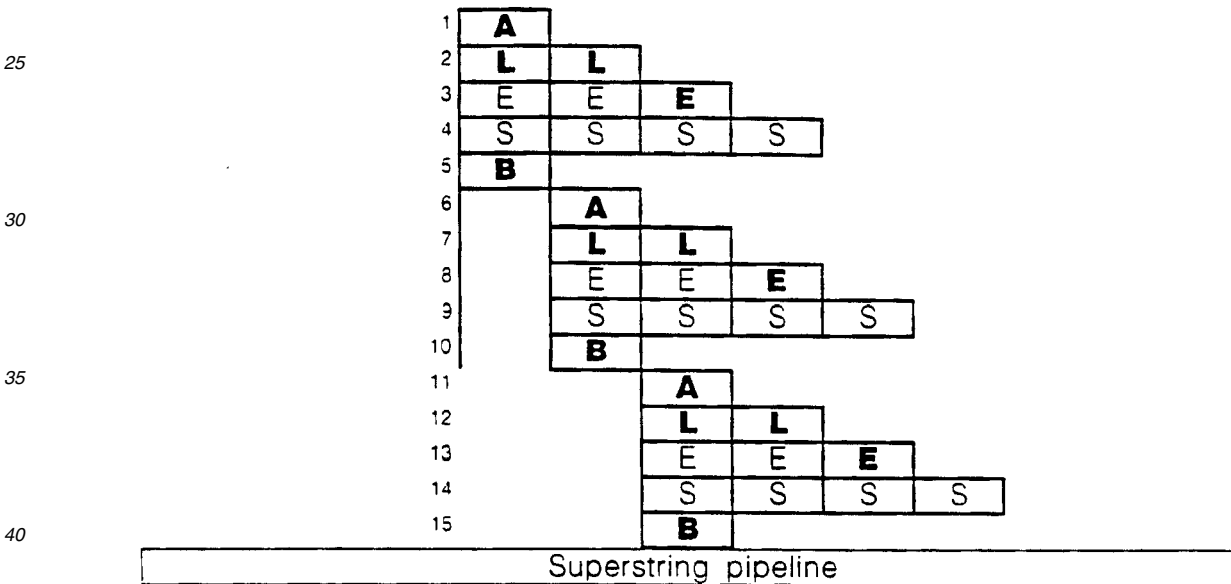 1 A
25
2 L L
3 E E E
4 S S S S
5 B
6 A
30
7 L L
8 E E E
9 S S S S
10 B
35
11 A
12 L L
13 E E E
14 S S S S
15 B
40
Superstring pipeline